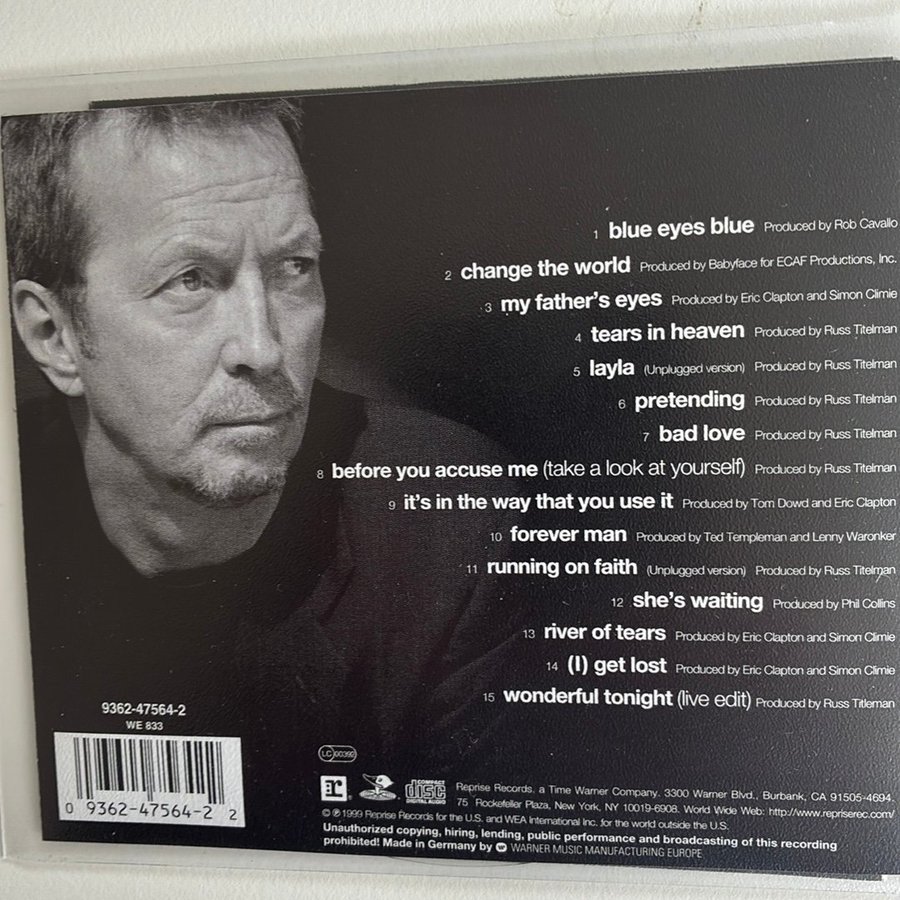 1 blue eyes blue Produced by Rob Cavallo
2 change the world Produced by Babyface for ECAF Productions, Inc.
3 my father's eyes Produced by Eric Clapton and Simon Climie
4 tears in heaven Produced by Russ Titelman
5 layla (Unplugged version) Produced by Russ Titelman
6 pretending Produced by Russ Titelman
7 bad love Produced by Russ Titelman
8 before you accuse me (take a look at yourself) Produced by Russ Titelman
9 it's in the way that you use it Produced by Tom Dowd and Eric Clapton
10 forever man Produced by Ted Templeman and Lenny Waronker
11 running on faith (Unplugged version) Produced by Russ Titelman
12 she's waiting Produced by Phil Collins
13 river of tears Produced by Eric Clapton and Simon Climie
14 (I) get lost Produced by Eric Clapton and Simon Climie
15 wonderful tonight (live edit) Produced by Russ Titleman
9362-47564-2
WE 833
0 9362-47564-2 2
LC 00392
r COMPACT disc DIGITAL AUDIO
Reprise Records, a Time Warner Company. 3300 Warner Blvd., Burbank, CA 91505-4694.
75 Rockefeller Plaza, New York, NY 10019-6908. World Wide Web: http://www.repriserec.com/
© ℗ 1999 Reprise Records for the U.S. and WEA International Inc. for the world outside the U.S.
Unauthorized copying, hiring, lending, public performance and broadcasting of this recording
prohibited! Made in Germany by WARNER MUSIC MANUFACTURING EUROPE